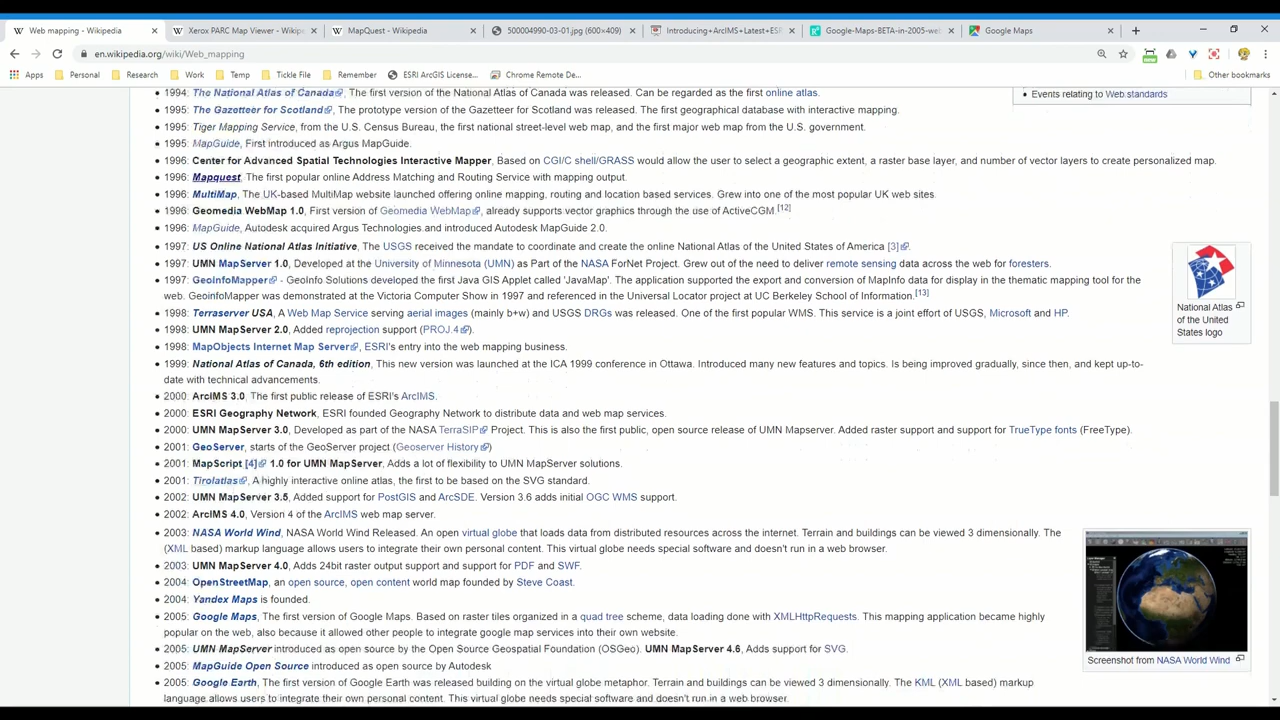 Web mapping - Wikipedia
Xerox PARC Map Viewer - Wikipedi
MapQuest - Wikipedia
500004990-03-01.jpg (600×409)
Introducing+ArcIMS+Latest+ESR
Google-Maps-BETA-in-2005-web
Google Maps
en.wikipedia.org/wiki/Web_mapping
Apps
Personal
Research
Work
Temp
Tickle File
Remember
ESRI ArcGIS License...
Chrome Remote De...
Other bookmarks
1994: The National Atlas of Canada, The first version of the National Atlas of Canada was released. Can be regarded as the first online atlas.
Events relating to Web standards
1995: The Gazetteer for Scotland, The prototype version of the Gazetteer for Scotland was released. The first geographical database with interactive mapping.
1995: Tiger Mapping Service, from the U.S. Census Bureau, the first national street-level web map, and the first major web map from the U.S. government.
1995: MapGuide, First introduced as Argus MapGuide.
1996: Center for Advanced Spatial Technologies Interactive Mapper, Based on CGI/C shell/GRASS would allow the user to select a geographic extent, a raster base layer, and number of vector layers to create personalized map.
1996: Mapquest, The first popular online Address Matching and Routing Service with mapping output.
1996: MultiMap, The UK-based MultiMap website launched offering online mapping, routing and location based services. Grew into one of the most popular UK web sites.
1996: Geomedia WebMap 1.0, First version of Geomedia WebMap, already supports vector graphics through the use of ActiveCGM.[12]
1996: MapGuide, Autodesk acquired Argus Technologies and introduced Autodesk MapGuide 2.0.
1997: US Online National Atlas Initiative, The USGS received the mandate to coordinate and create the online National Atlas of the United States of America [3].
1997: UMN MapServer 1.0, Developed at the University of Minnesota (UMN) as Part of the NASA ForNet Project. Grew out of the need to deliver remote sensing data across the web for foresters.
1997: GeoInfoMapper - GeoInfo Solutions developed the first Java GIS Applet called 'JavaMap'. The application supported the export and conversion of MapInfo data for display in the thematic mapping tool for the
web. GeoinfoMapper was demonstrated at the Victoria Computer Show in 1997 and referenced in the Universal Locator project at UC Berkeley School of Information.[13]
National Atlas
of the United
States logo
1998: Terraserver USA, A Web Map Service serving aerial images (mainly b+w) and USGS DRGs was released. One of the first popular WMS. This service is a joint effort of USGS, Microsoft and HP.
1998: UMN MapServer 2.0, Added reprojection support (PROJ.4).
1998: MapObjects Internet Map Server, ESRI's entry into the web mapping business.
1999: National Atlas of Canada, 6th edition, This new version was launched at the ICA 1999 conference in Ottawa. Introduced many new features and topics. Is being improved gradually, since then, and kept up-to-
date with technical advancements.
2000: ArcIMS 3.0, The first public release of ESRI's ArcIMS.
2000: ESRI Geography Network, ESRI founded Geography Network to distribute data and web map services.
2000: UMN MapServer 3.0, Developed as part of the NASA TerraSIP Project. This is also the first public, open source release of UMN Mapserver. Added raster support and support for TrueType fonts (FreeType).
2001: GeoServer, starts of the GeoServer project (Geoserver History)
2001: MapScript [4] 1.0 for UMN MapServer, Adds a lot of flexibility to UMN MapServer solutions.
2001: Tirolatlas, A highly interactive online atlas, the first to be based on the SVG standard.
2002: UMN MapServer 3.5, Added support for PostGIS and ArcSDE. Version 3.6 adds initial OGC WMS support.
2002: ArcIMS 4.0, Version 4 of the ArcIMS web map server.
2003: NASA World Wind, NASA World Wind Released. An open virtual globe that loads data from distributed resources across the internet. Terrain and buildings can be viewed 3 dimensionally. The
(XML based) markup language allows users to integrate their own personal content. This virtual globe needs special software and doesn't run in a web browser.
2003: UMN MapServer 4.0, Adds 24bit raster output support and support for PDF and SWF.
2004: OpenStreetMap, an open source, open content world map founded by Steve Coast.
2004: Yandex Maps is founded.
2005: Google Maps, The first version of Google Maps. Based on raster tiles organized in a quad tree scheme, data loading done with XMLHttpRequests. This mapping application became highly
popular on the web, also because it allowed other people to integrate google map services into their own website.
2005: UMN MapServer introduced as open source by the Open Source Geospatial Foundation (OSGeo). UMN MapServer 4.6, Adds support for SVG.
Screenshot from NASA World Wind
2005: MapGuide Open Source introduced as open source by Autodesk
2005: Google Earth, The first version of Google Earth was released building on the virtual globe metaphor. Terrain and buildings can be viewed 3 dimensionally. The KML (XML based) markup
language allows users to integrate their own personal content. This virtual globe needs special software and doesn't run in a web browser.